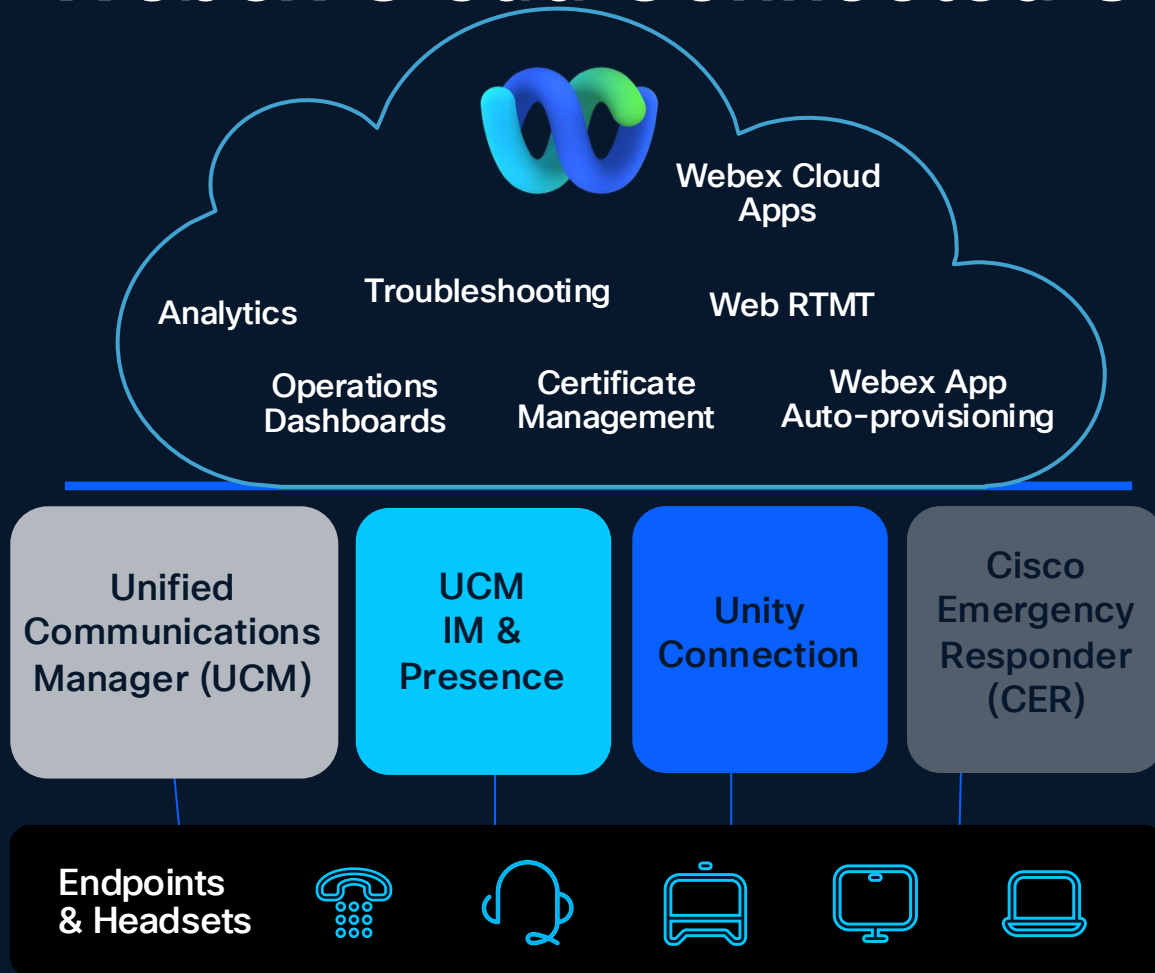 Webex Cloud
Apps
Troubleshooting
Analytics
Web RTMT
Operations
Dashboards
Certificate
Management
Webex App
Auto-provisioning
Unified
Communications
Manager (UCM)
UCM
IM &
Presence
Unity
Connection
Cisco
Emergency
Responder
(CER)
Endpoints
& Headsets